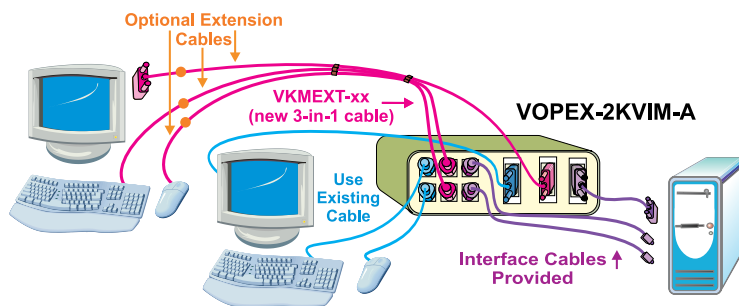 Optional Extension
Cables
VKMEXT-xx
(new 3-in-1 cable)
VOPEX-2KVIM-A
Use
Existing
Cable
Interface Cables
Provided